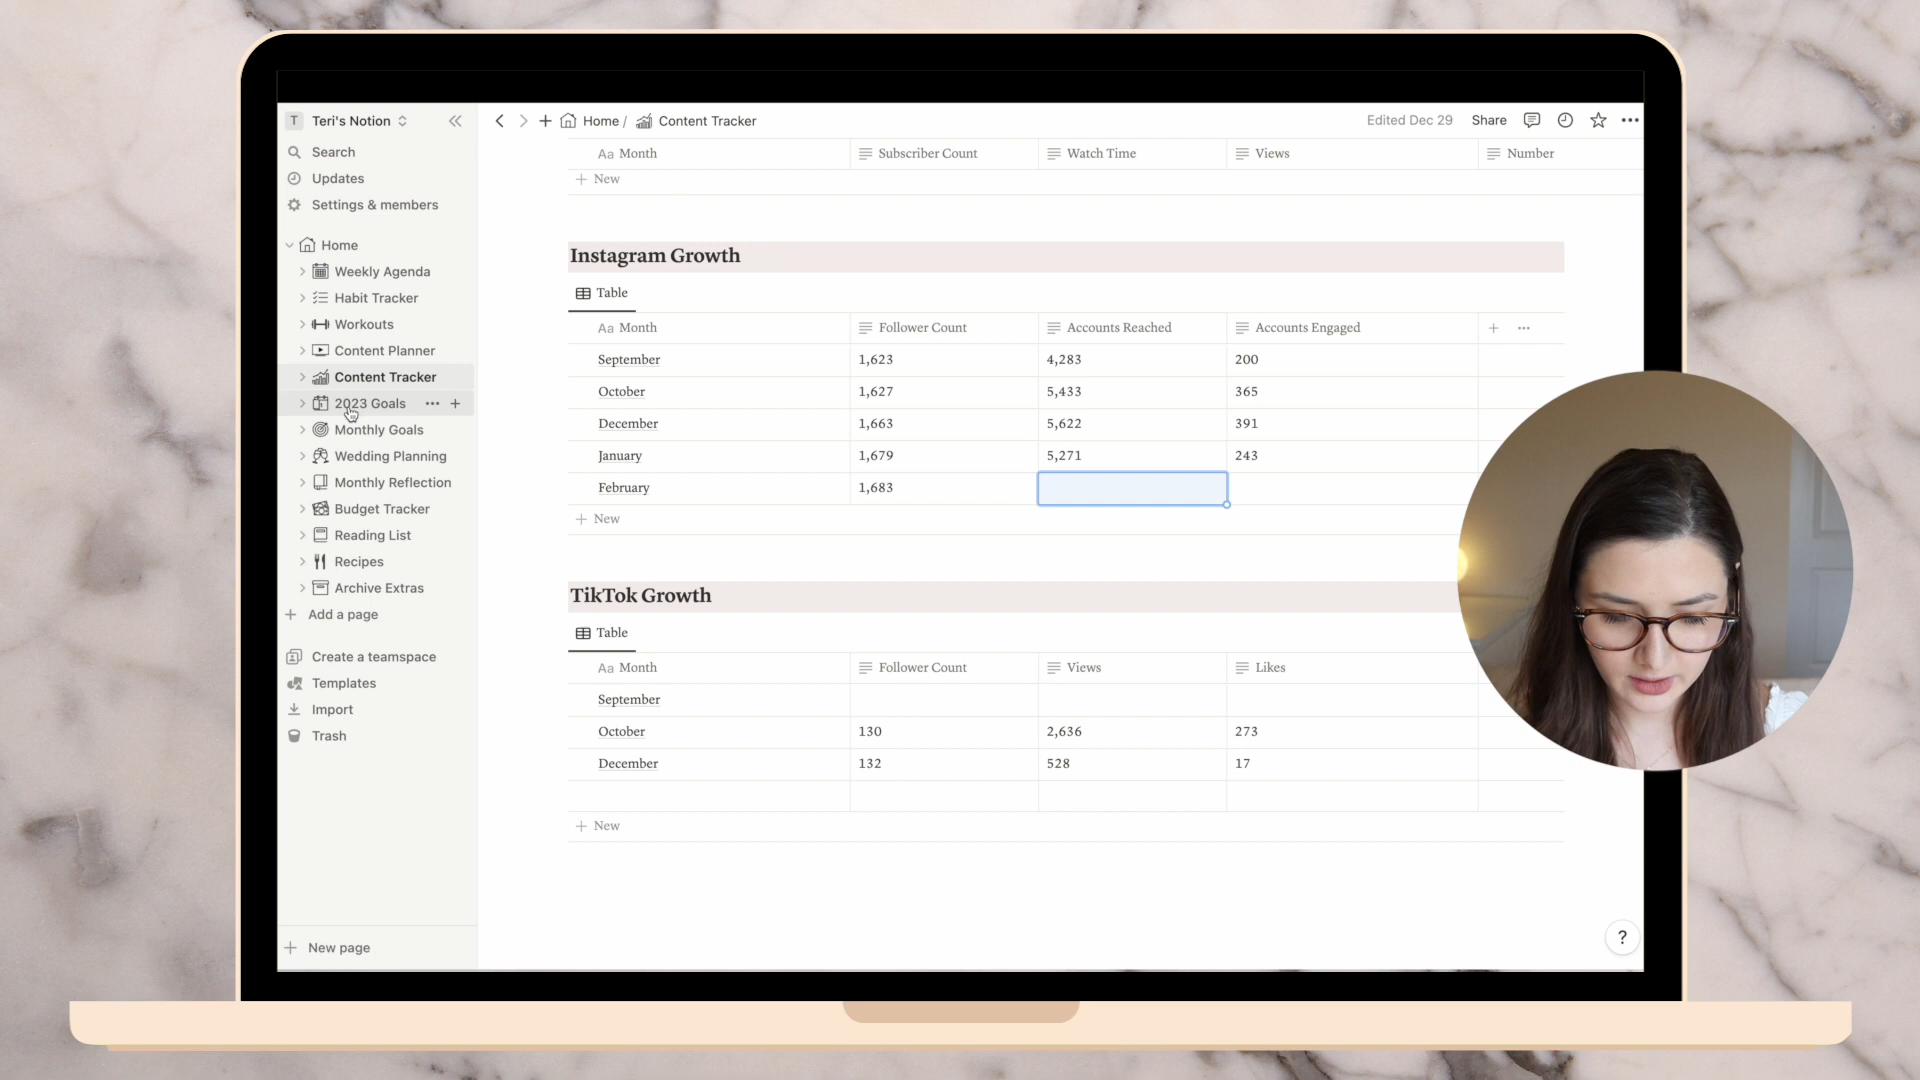 T Teri's Notion
Search
Updates
Settings & members
Home
Weekly Agenda
Habit Tracker
Workouts
Content Planner
Content Tracker
2023 Goals
Monthly Goals
Wedding Planning
Monthly Reflection
Budget Tracker
Reading List
Recipes
Archive Extras
Add a page
Create a teamspace
Templates
Import
Trash
New page
Home / Content Tracker
Edited Dec 29 Share
Aa Month Subscriber Count Watch Time Views Number
New
Instagram Growth
Table
Aa Month Follower Count Accounts Reached Accounts Engaged
September 1,623 4,283 200
October 1,627 5,433 365
December 1,663 5,622 391
January 1,679 5,271 243
February 1,683
New
TikTok Growth
Table
Aa Month Follower Count Views Likes
September
October 130 2,636 273
December 132 528 17
New
?